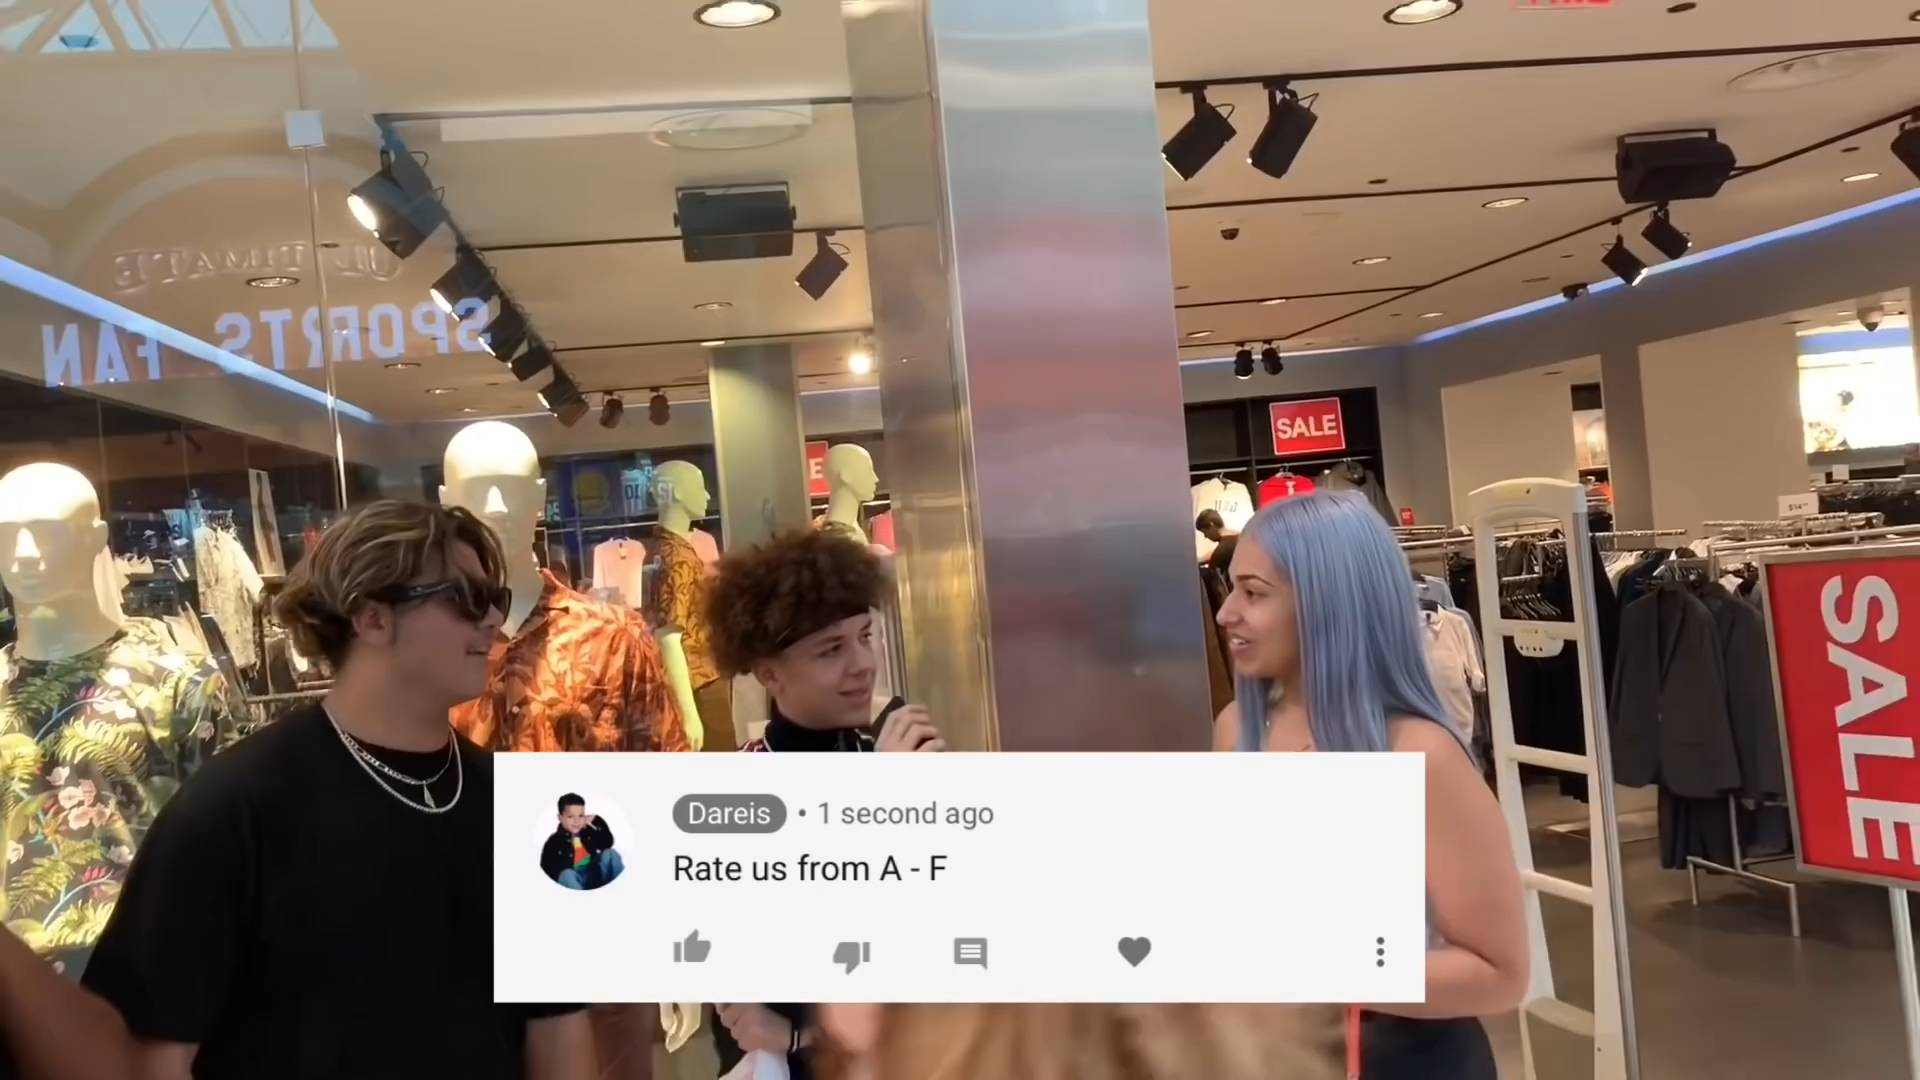 ULTIMATE
SPORTS FAN
SALE
E
SALE
Dareis • 1 second ago
Rate us from A - F